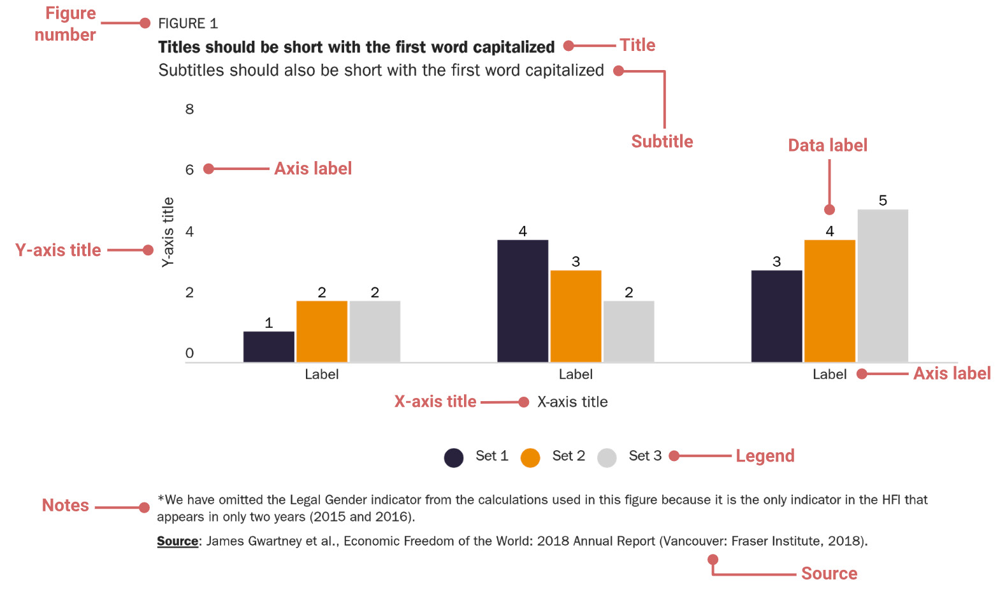 Figure
number
FIGURE 1
Titles should be short with the first word capitalized
Title
Subtitles should also be short with the first word capitalized
Subtitle
8
Data label
6
Axis label
5
Y-axis title
Y-axis title
4
4
4
3
3
2
2
2
2
1
0
Label
Label
Label
Axis label
X-axis title
X-axis title
Set 1
Set 2
Set 3
Legend
Notes
*We have omitted the Legal Gender indicator from the calculations used in this figure because it is the only indicator in the HFI that
appears in only two years (2015 and 2016).
Source: James Gwartney et al., Economic Freedom of the World: 2018 Annual Report (Vancouver: Fraser Institute, 2018).
Source